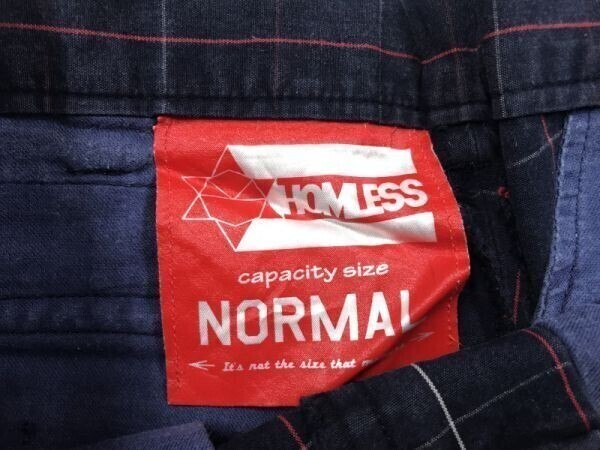 HOMLESS
capacity size
NORMAL
It's not the size that